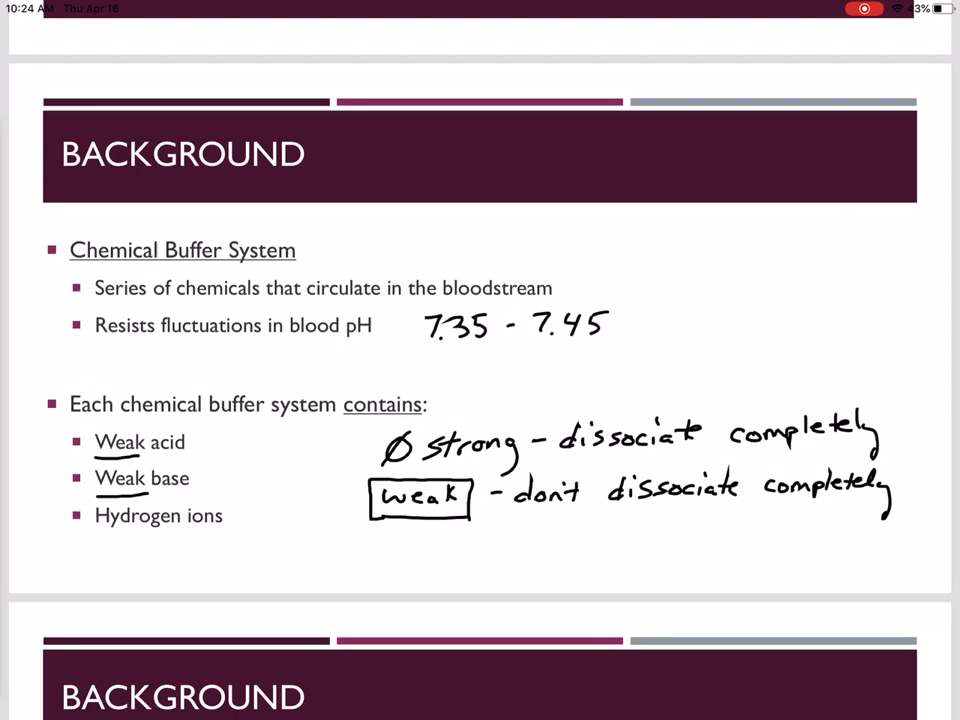 10:24 AM Thu Apr 16 43%
BACKGROUND
Chemical Buffer System
Series of chemicals that circulate in the bloodstream
Resists fluctuations in blood pH 7.35 - 7.45
Each chemical buffer system contains:
Weak acid
Ø strong - dissociate completely
Weak base
weak - don't dissociate completely
Hydrogen ions
BACKGROUND